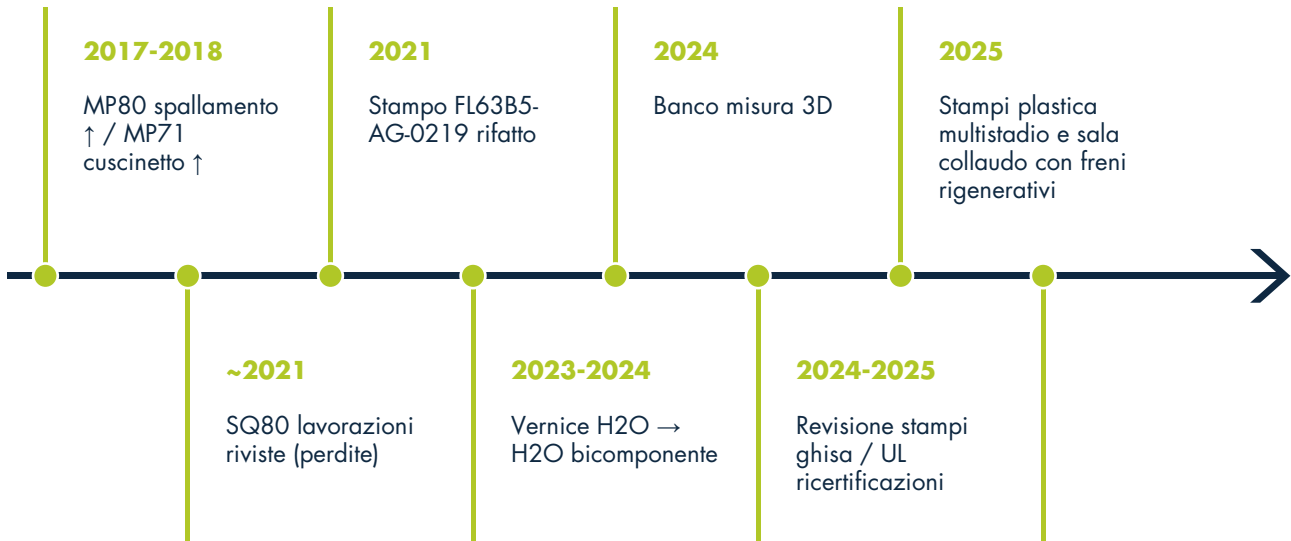 2017-2018
MP80 spallamento
↑ / MP71
cuscinetto ↑
2021
Stampo FL63B5-
AG-0219 rifatto
2024
Banco misura 3D
2025
Stampi plastica
multistadio e sala
collaudo con freni
rigenerativi
~2021
SQ80 lavorazioni
riviste (perdite)
2023-2024
Vernice H2O →
H2O bicomponente
2024-2025
Revisione stampi
ghisa / UL
ricertificazioni